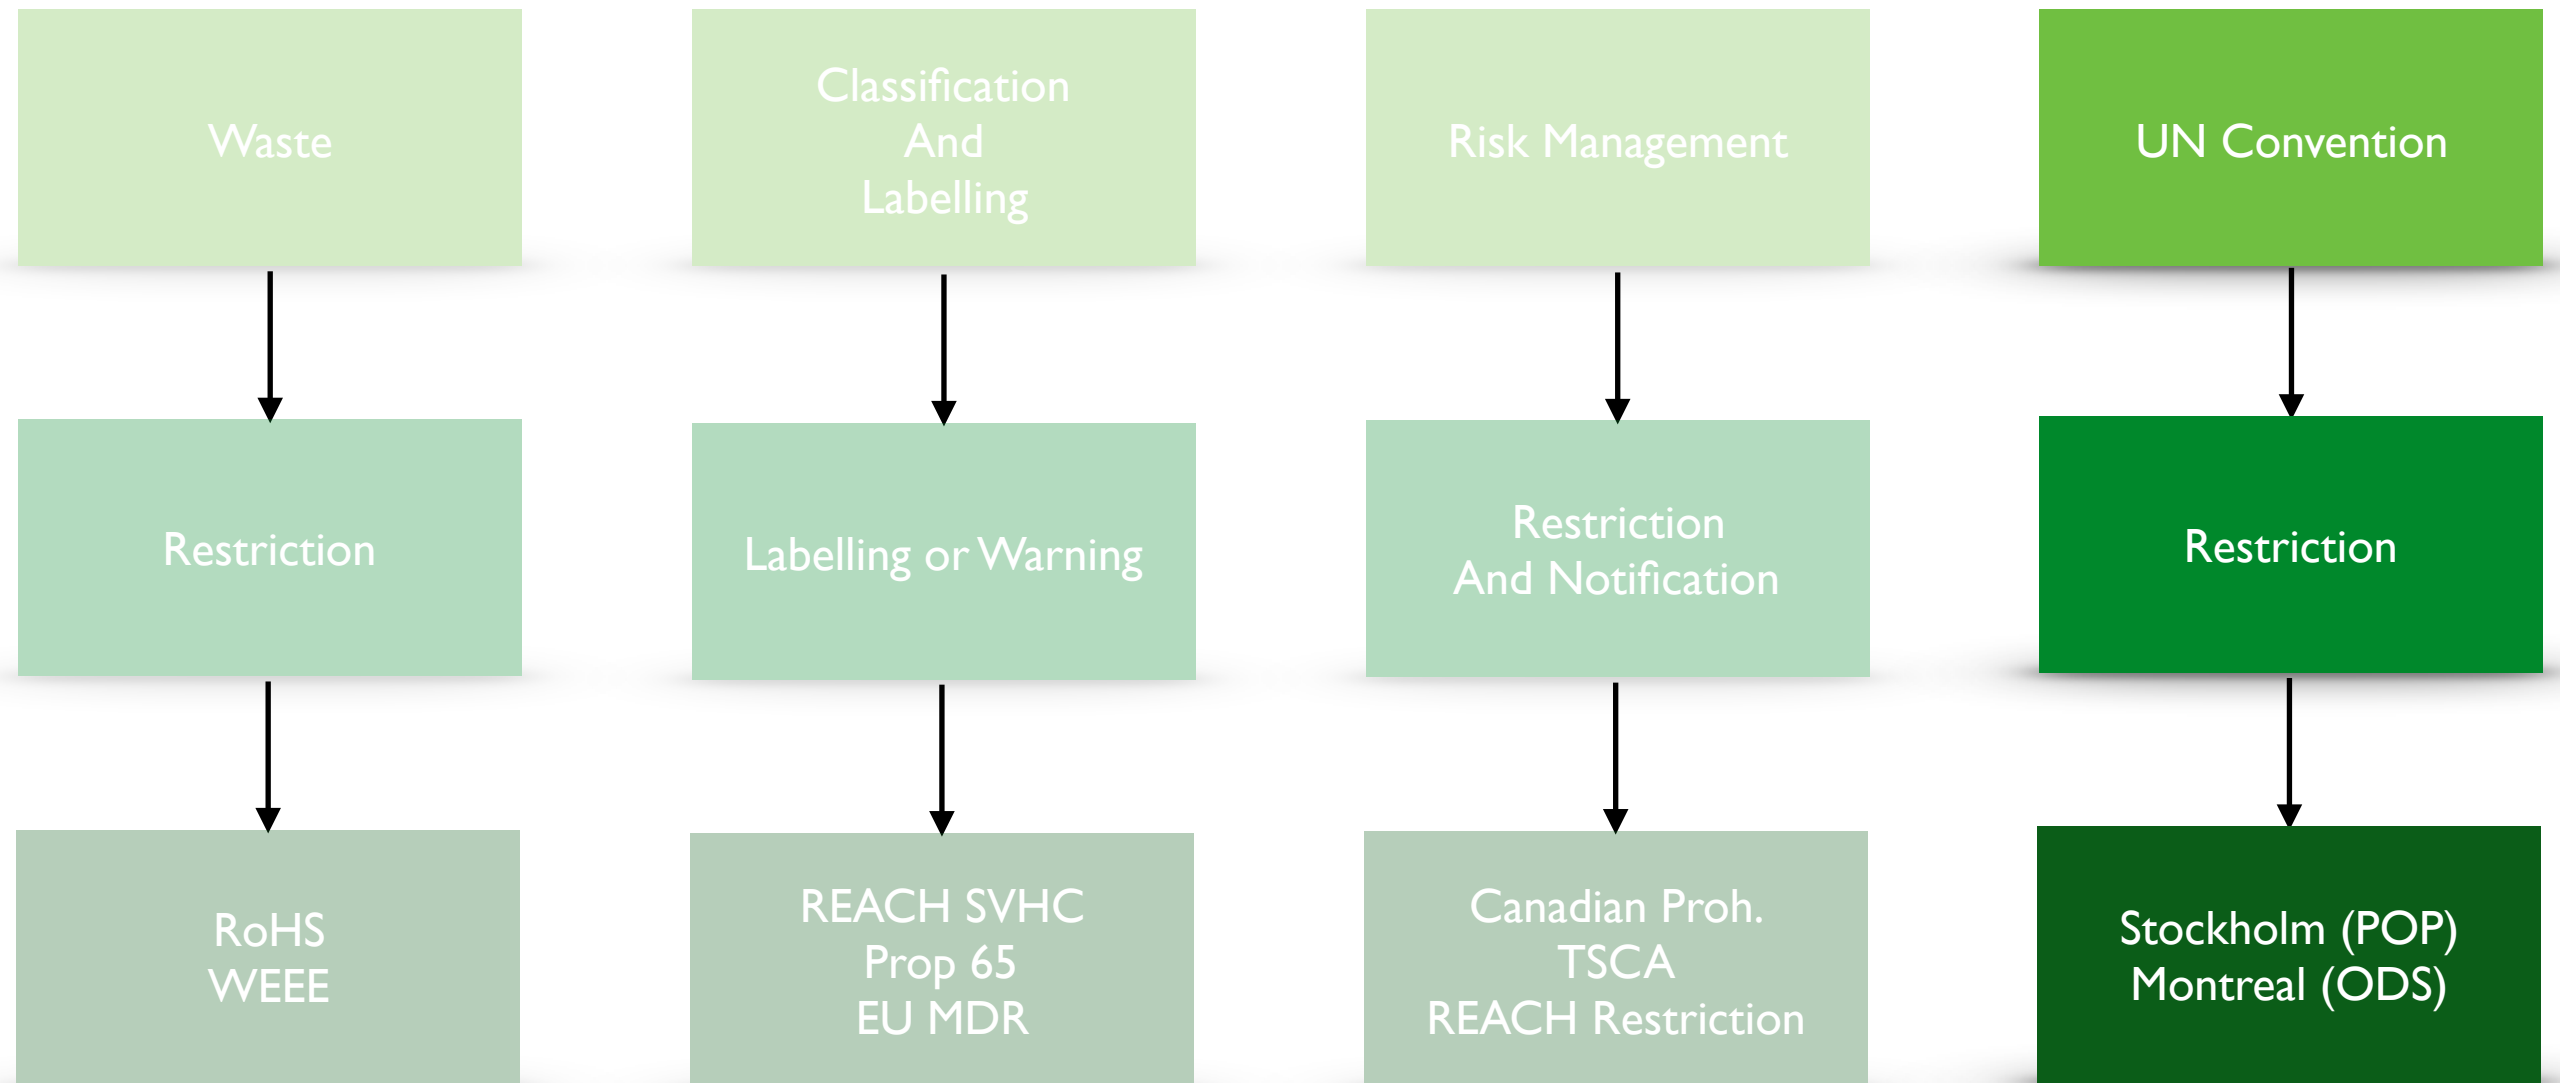 Waste
Classification
And
Labelling
Risk Management
UN Convention
Restriction
Labelling or Warning
Restriction
And Notification
Restriction
RoHS
WEEE
REACH SVHC
Prop 65
EU MDR
Canadian Proh.
TSCA
REACH Restriction
Stockholm (POP)
Montreal (ODS)